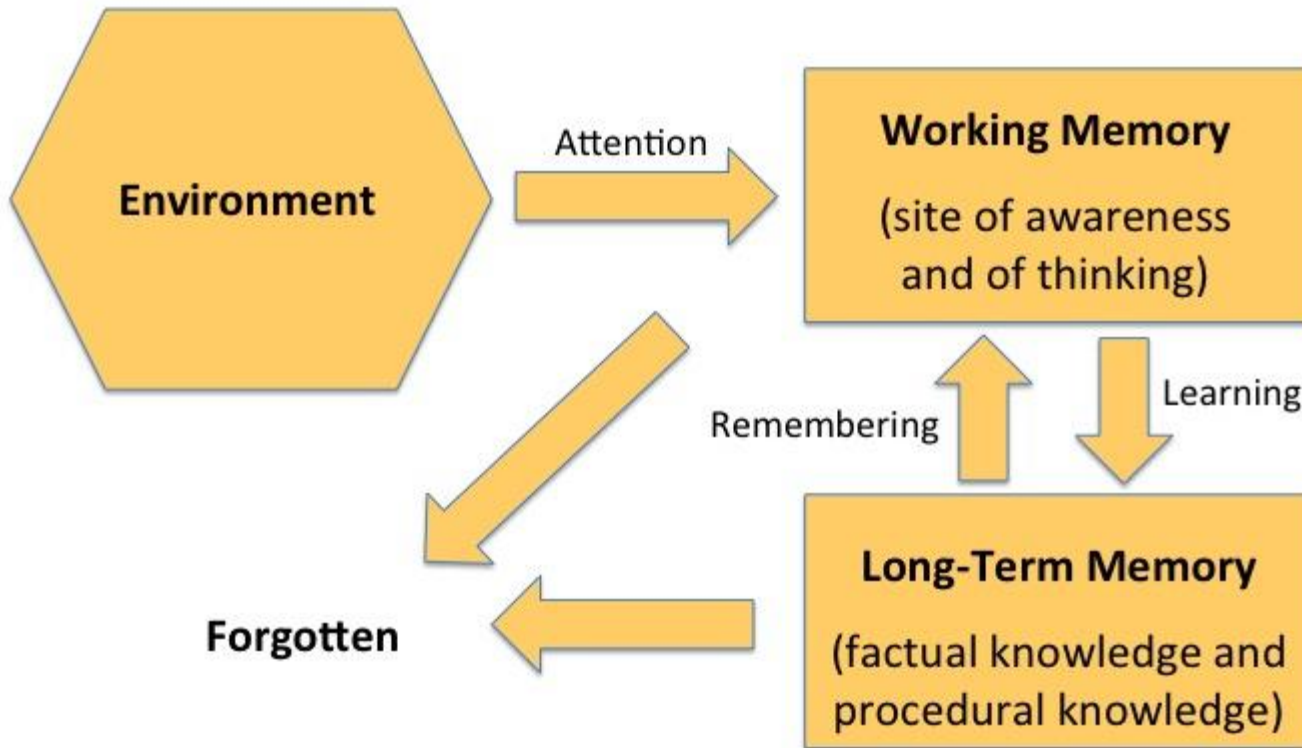 Environment
Attention
Working Memory
(site of awareness
and of thinking)
Remembering
Learning
Forgotten
Long-Term Memory
(factual knowledge and
procedural knowledge)